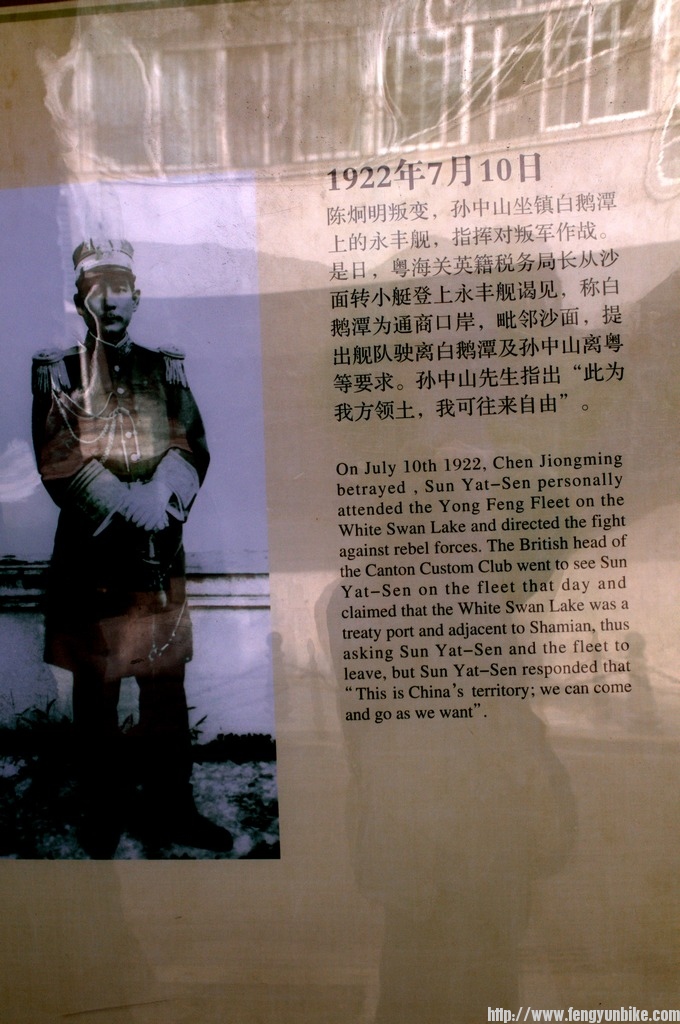 1922年7月10日
陈炯明叛变，孙中山坐镇白鹅潭
上的永丰舰，指挥对叛军作战。
是日，粤海关英籍税务局长从沙
面转小艇登上永丰舰谒见，称白
鹅潭为通商口岸，毗邻沙面，提
出舰队驶离白鹅潭及孙中山离粤
等要求。孙中山先生指出“此为
我方领土，我可往来自由”。
On July 10th 1922, Chen Jiongming
betrayed , Sun Yat-Sen personally
attended the Yong Feng Fleet on the
White Swan Lake and directed the fight
against rebel forces. The British head of
the Canton Custom Club went to see Sun
Yat-Sen on the fleet that day and
claimed that the White Swan Lake was a
treaty port and adjacent to Shamian, thus
asking Sun Yat-Sen and the fleet to
leave, but Sun Yat-Sen responded that
“This is China's territory; we can come
and go as we want”.
http://www.fengyunbike.com